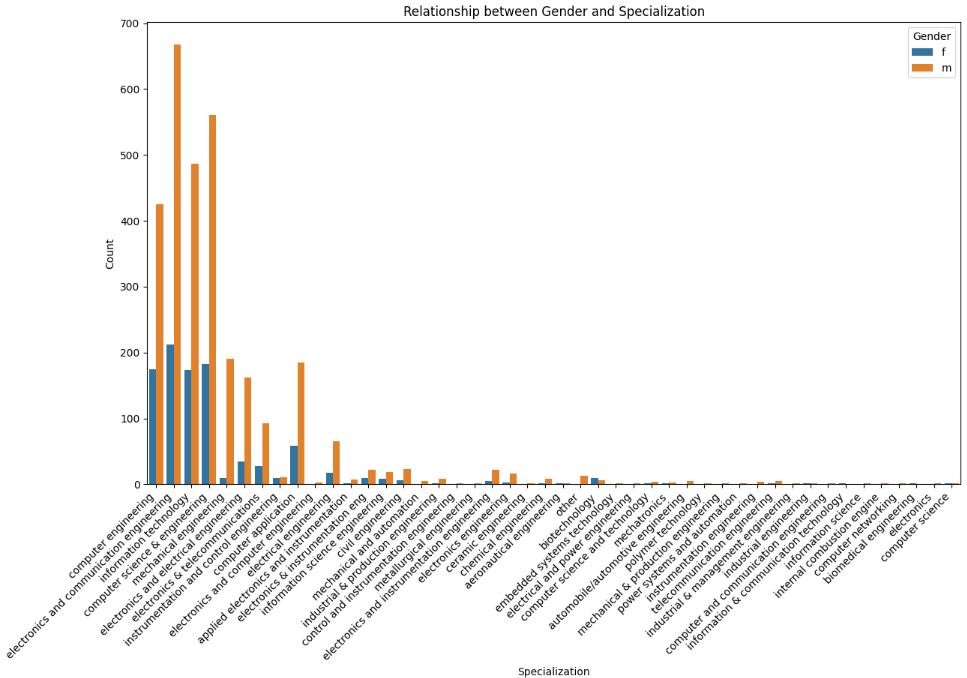 Relationship between Gender and Specialization
Gender
f
m
700
600
500
400
300
200
100
0
Count
computer engineering
electronics and communication engineering
information technology
computer science & engineering
mechanical engineering
electronics and electrical engineering
electronics & telecommunications
instrumentation and control engineering
computer application
electronics and computer engineering
electrical engineering
applied electronics and instrumentation
electronics & instrumentation eng
information science engineering
civil engineering
mechanical and automation
industrial & production engineering
control and instrumentation engineering
metallurgical engineering
electronics and instrumentation engineering
electronics engineering
ceramic engineering
chemical engineering
aeronautical engineering
other
biotechnology
embedded systems technology
electrical and power engineering
computer science and technology
mechatronics
automobile/automotive engineering
polymer technology
mechanical & production engineering
power systems and automation
instrumentation engineering
telecommunication engineering
industrial & management engineering
industrial engineering
computer and communication engineering
information & communication technology
information science
internal combustion engine
computer networking
biomedical engineering
electronics
computer science
Specialization